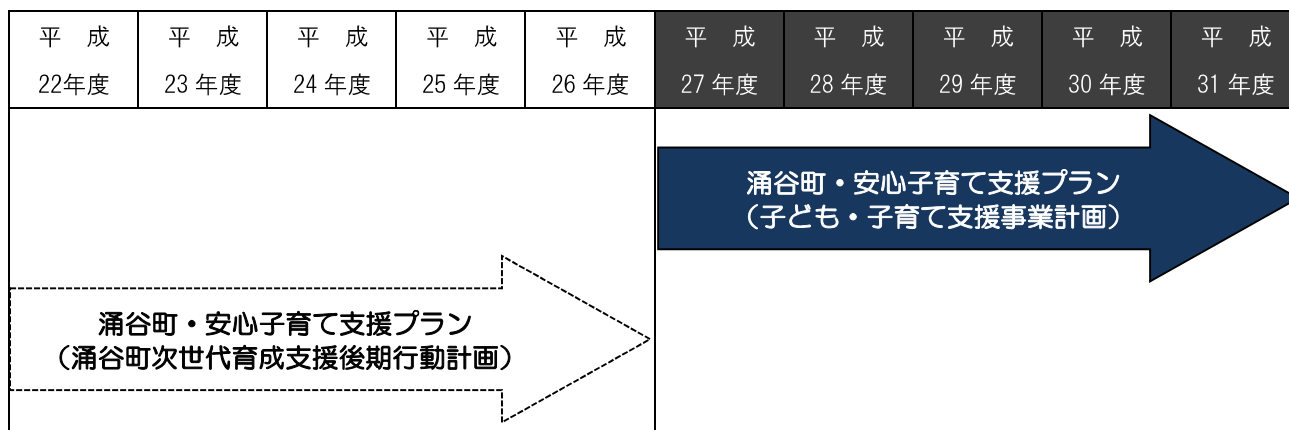 平 成 平 成 平 成 平 成 平 成 平 成 平 成 平 成 平 成 平 成
22年度 23 年度 24 年度 25 年度 26 年度 27 年度 28 年度 29 年度 30 年度 31 年度
涌谷町・安心子育て支援プラン
（子ども・子育て支援事業計画）
涌谷町・安心子育て支援プラン
（涌谷町次世代育成支援後期行動計画）